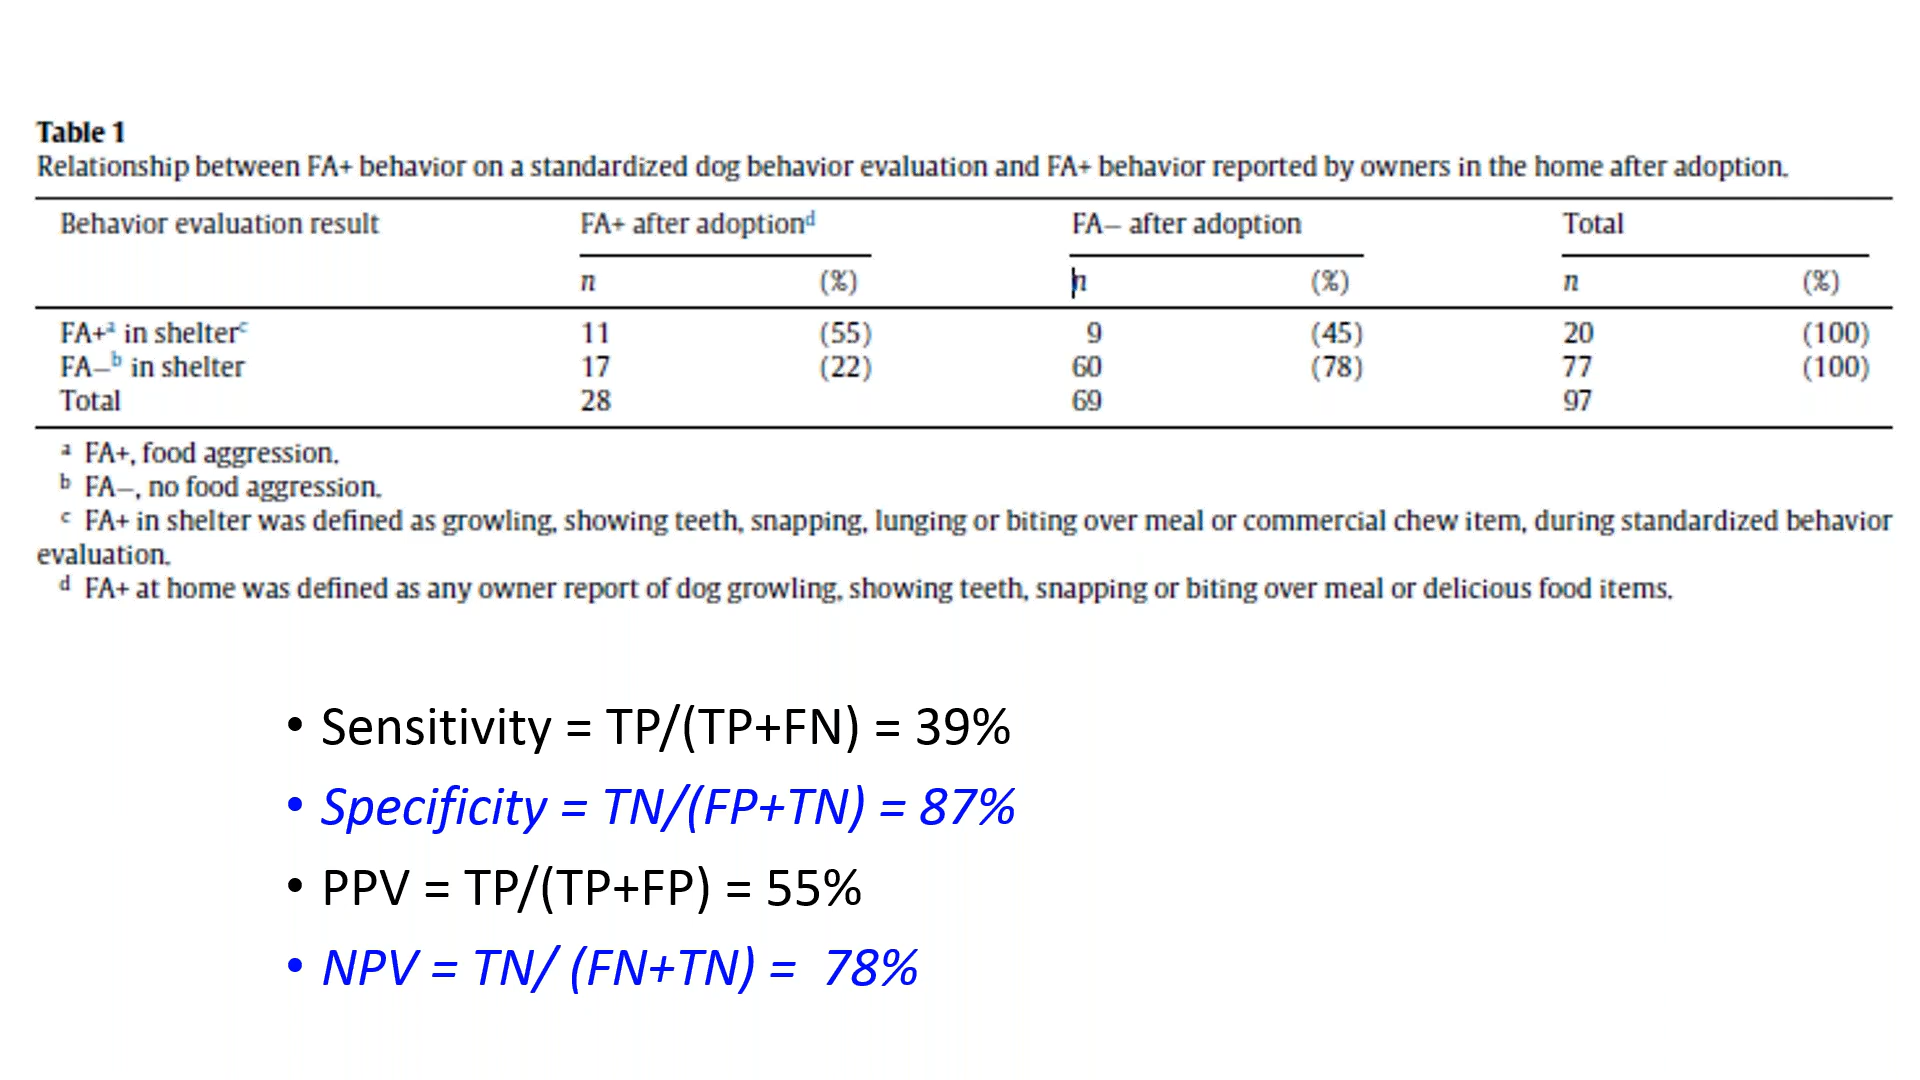 Table 1
Relationship between FA+ behavior on a standardized dog behavior evaluation and FA+ behavior reported by owners in the home after adoption.
Behavior evaluation result FA+ after adoptiond FA− after adoption Total
n (%) n (%) n (%)
FA+a in shelterc 11 (55) 9 (45) 20 (100)
FA−b in shelter 17 (22) 60 (78) 77 (100)
Total 28 69 97
a FA+, food aggression.
b FA−, no food aggression.
c FA+ in shelter was defined as growling, showing teeth, snapping, lunging or biting over meal or commercial chew item, during standardized behavior
evaluation.
d FA+ at home was defined as any owner report of dog growling, showing teeth, snapping or biting over meal or delicious food items.
• Sensitivity = TP/(TP+FN) = 39%
• Specificity = TN/(FP+TN) = 87%
• PPV = TP/(TP+FP) = 55%
• NPV = TN/ (FN+TN) = 78%